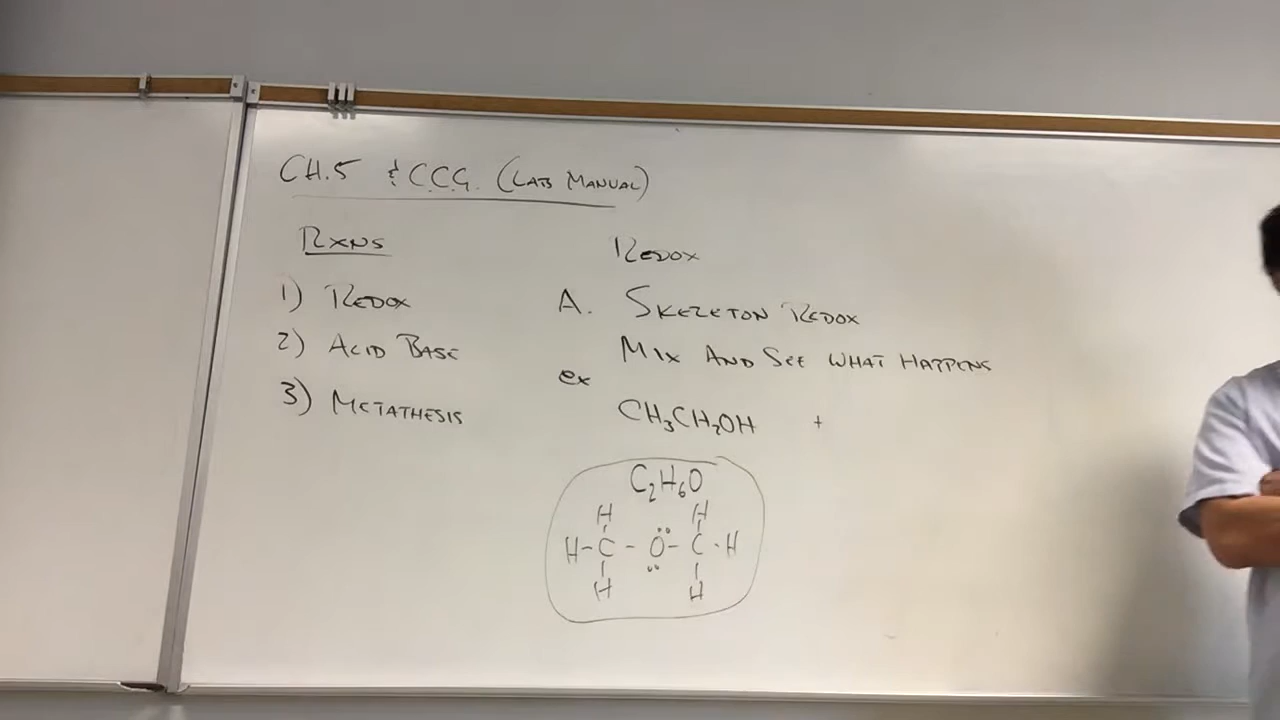 CH.5 & C.C.G. (LAB MANUAL)
RXNS
1) REDOX
2) ACID BASE
3) METATHESIS
REDOX
A. SKELETON REDOX
MIX AND SEE WHAT HAPPENS
ex
CH₃CH₂OH +
C₂H₆O
H H
H-C-O-C-H
H H